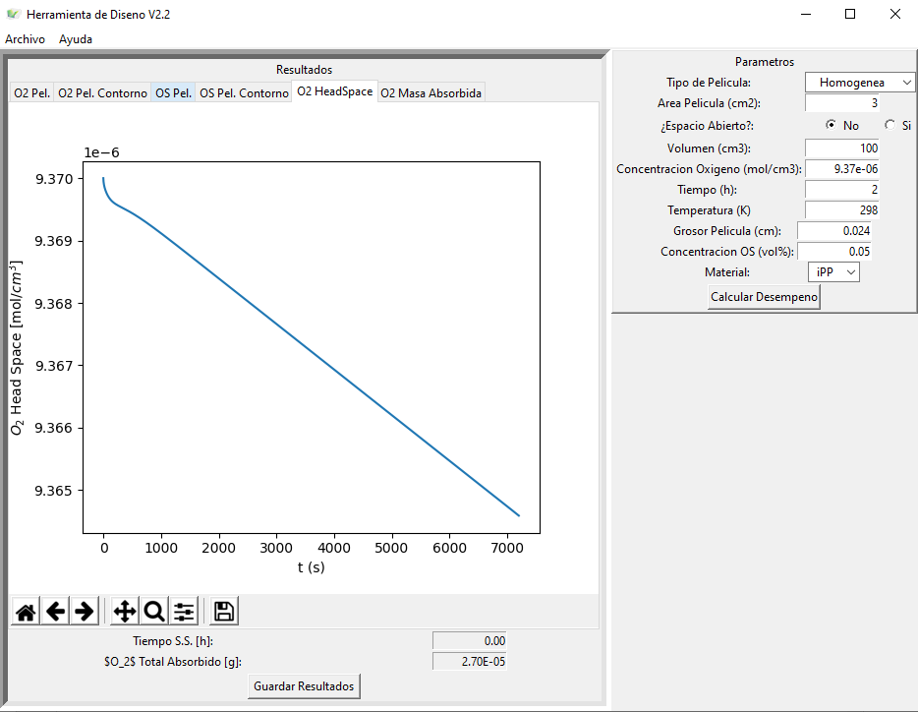 Herramienta de Diseno V2.2
Archivo Ayuda
Resultados
O2 Pel. O2 Pel. Contorno OS Pel. OS Pel. Contorno O2 HeadSpace O2 Masa Absorbida
1e−6
9.370
9.369
9.368
9.367
9.366
9.365
O₂ Head Space [mol/cm³]
0 1000 2000 3000 4000 5000 6000 7000
t (s)
Tiempo S.S. [h]: 0.00
$O_2$ Total Absorbido [g]: 2.70E-05
Guardar Resultados
Parametros
Tipo de Pelicula: Homogenea
Area Pelicula (cm2): 3
¿Espacio Abierto?: No Si
Volumen (cm3): 100
Concentracion Oxigeno (mol/cm3): 9.37e-06
Tiempo (h): 2
Temperatura (K) 298
Grosor Pelicula (cm): 0.024
Concentracion OS (vol%): 0.05
Material: iPP
Calcular Desempeno